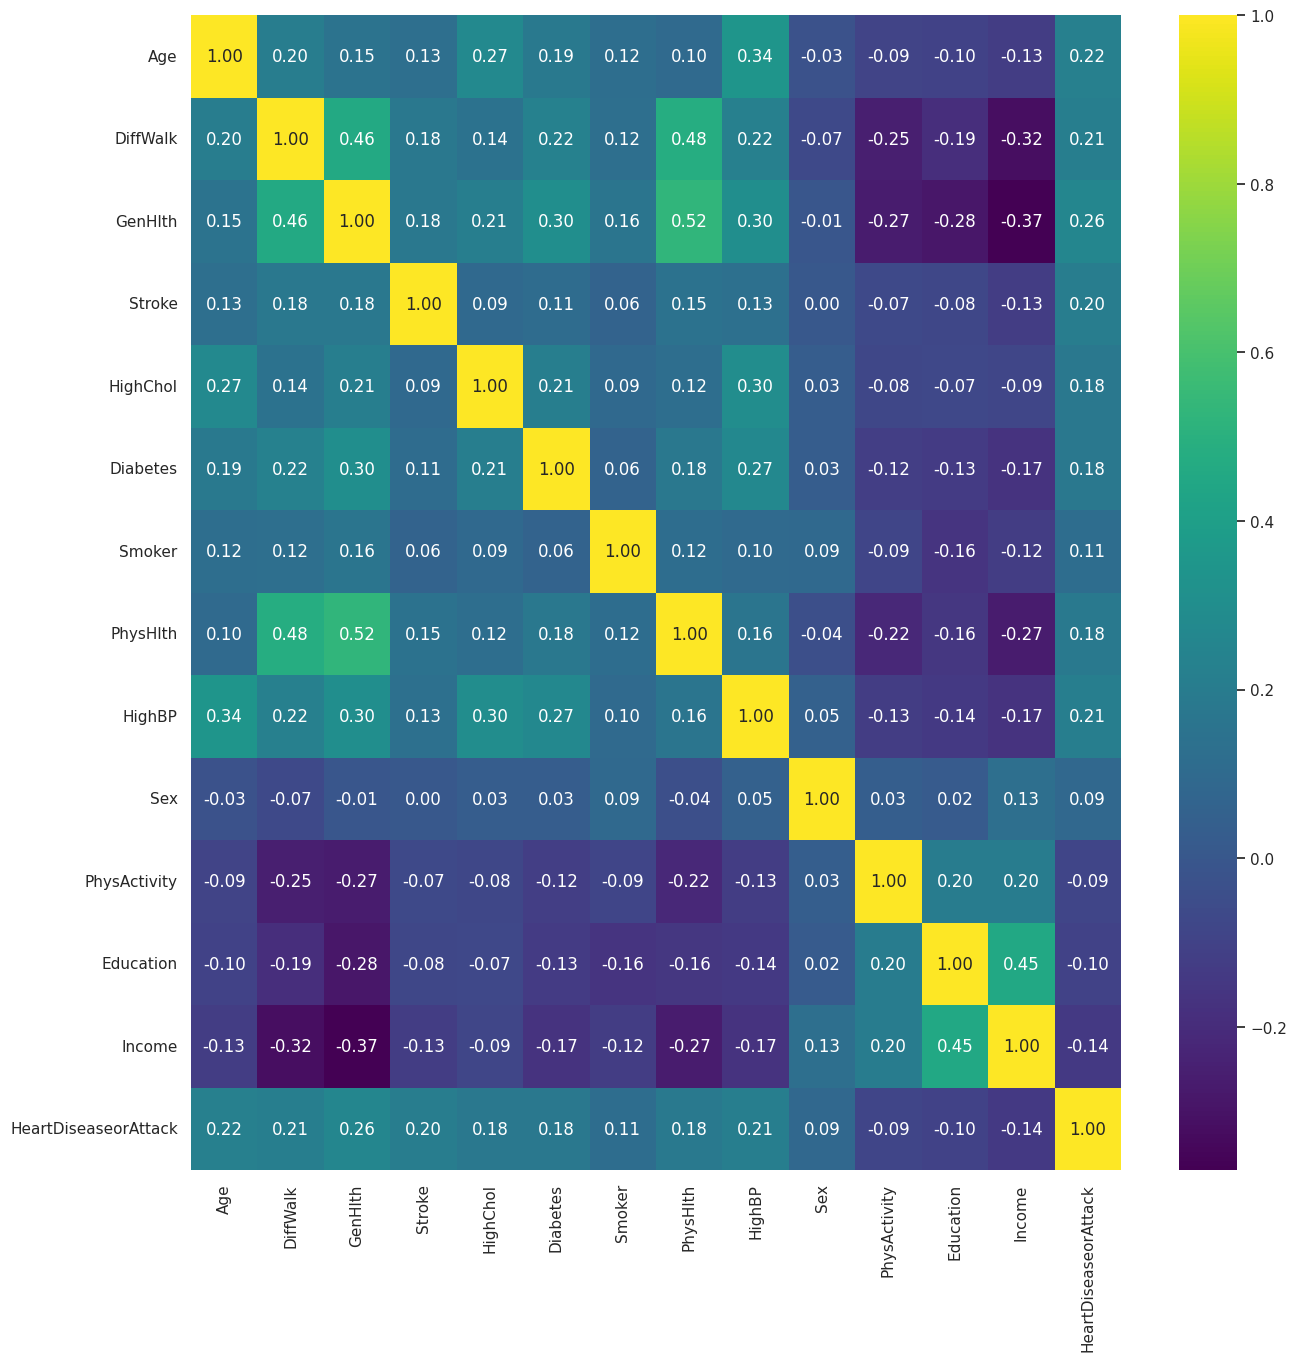 Age 1.00 0.20 0.15 0.13 0.27 0.19 0.12 0.10 0.34 -0.03 -0.09 -0.10 -0.13 0.22
DiffWalk 0.20 1.00 0.46 0.18 0.14 0.22 0.12 0.48 0.22 -0.07 -0.25 -0.19 -0.32 0.21
GenHlth 0.15 0.46 1.00 0.18 0.21 0.30 0.16 0.52 0.30 -0.01 -0.27 -0.28 -0.37 0.26
Stroke 0.13 0.18 0.18 1.00 0.09 0.11 0.06 0.15 0.13 0.00 -0.07 -0.08 -0.13 0.20
HighChol 0.27 0.14 0.21 0.09 1.00 0.21 0.09 0.12 0.30 0.03 -0.08 -0.07 -0.09 0.18
Diabetes 0.19 0.22 0.30 0.11 0.21 1.00 0.06 0.18 0.27 0.03 -0.12 -0.13 -0.17 0.18
Smoker 0.12 0.12 0.16 0.06 0.09 0.06 1.00 0.12 0.10 0.09 -0.09 -0.16 -0.12 0.11
PhysHlth 0.10 0.48 0.52 0.15 0.12 0.18 0.12 1.00 0.16 -0.04 -0.22 -0.16 -0.27 0.18
HighBP 0.34 0.22 0.30 0.13 0.30 0.27 0.10 0.16 1.00 0.05 -0.13 -0.14 -0.17 0.21
Sex -0.03 -0.07 -0.01 0.00 0.03 0.03 0.09 -0.04 0.05 1.00 0.03 0.02 0.13 0.09
PhysActivity -0.09 -0.25 -0.27 -0.07 -0.08 -0.12 -0.09 -0.22 -0.13 0.03 1.00 0.20 0.20 -0.09
Education -0.10 -0.19 -0.28 -0.08 -0.07 -0.13 -0.16 -0.16 -0.14 0.02 0.20 1.00 0.45 -0.10
Income -0.13 -0.32 -0.37 -0.13 -0.09 -0.17 -0.12 -0.27 -0.17 0.13 0.20 0.45 1.00 -0.14
HeartDiseaseorAttack 0.22 0.21 0.26 0.20 0.18 0.18 0.11 0.18 0.21 0.09 -0.09 -0.10 -0.14 1.00
Age
DiffWalk
GenHlth
Stroke
HighChol
Diabetes
Smoker
PhysHlth
HighBP
Sex
PhysActivity
Education
Income
HeartDiseaseorAttack
1.0
0.8
0.6
0.4
0.2
0.0
−0.2